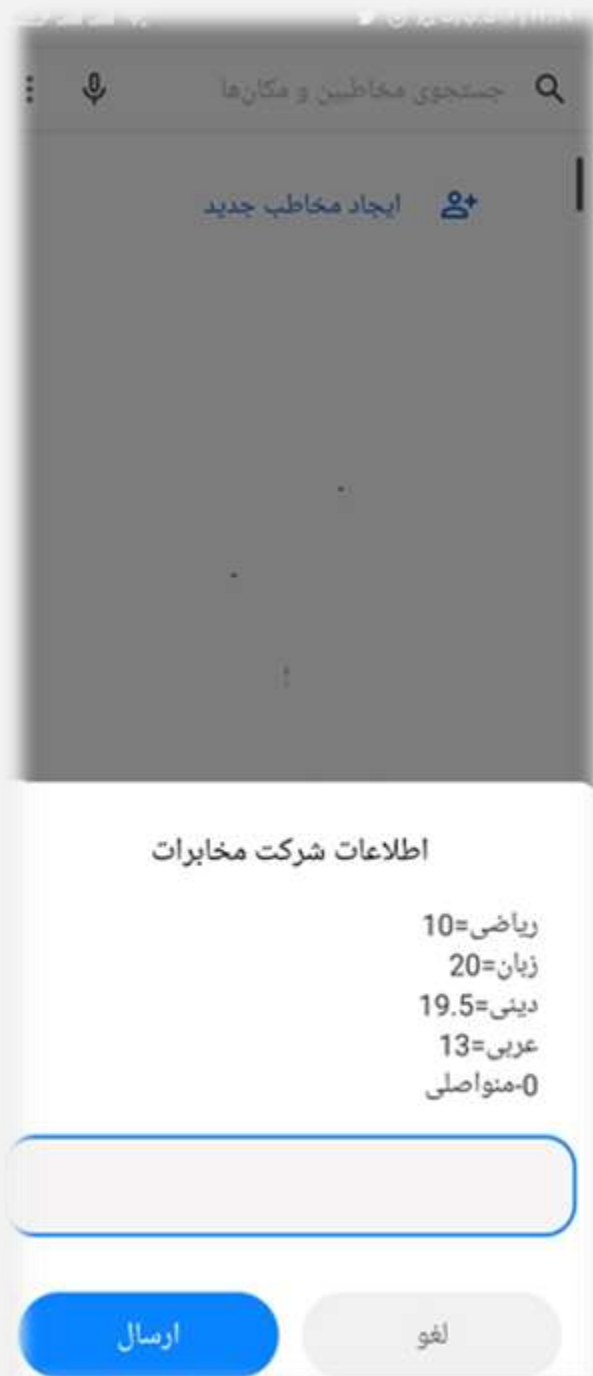 جستجوی مخاطبین و مکان‌ها
ایجاد مخاطب جدید
اطلاعات شرکت مخابرات
ریاضی=10
زبان=20
دینی=19.5
عربی=13
0-منواصلی
لغو
ارسال